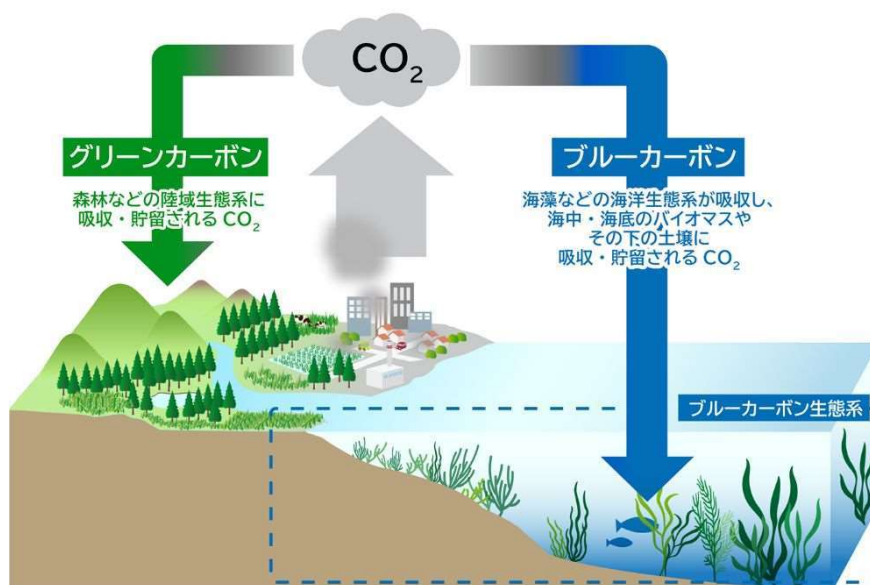 CO₂
グリーンカーボン
森林などの陸域生態系に
吸収・貯留される CO₂
ブルーカーボン
海藻などの海洋生態系が吸収し、
海中・海底のバイオマスや
その下の土壌に
吸収・貯留される CO₂
ブルーカーボン生態系